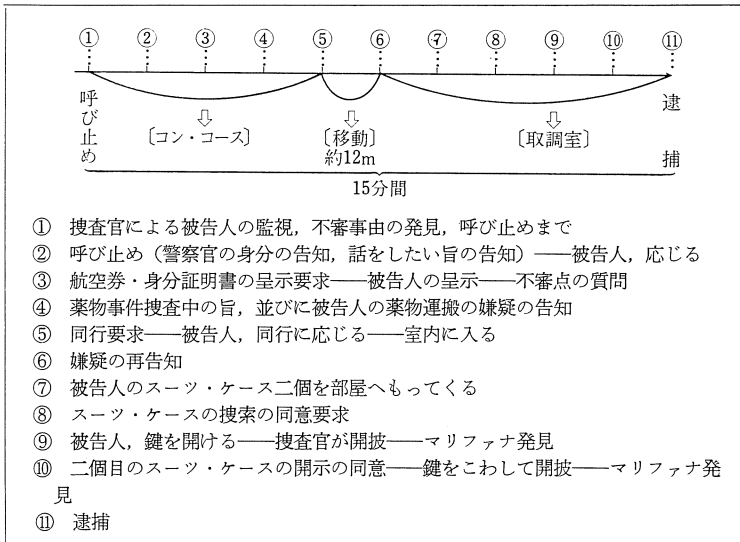 ① ② ③ ④ ⑤ ⑥ ⑦ ⑧ ⑨ ⑩ ⑪
呼び止め
〔コン・コース〕
〔移動〕
約12m
〔取調室〕
逮捕
15分間
① 捜査官による被告人の監視，不審事由の発見，呼び止めまで
② 呼び止め（警察官の身分の告知，話をしたい旨の告知）――被告人，応じる
③ 航空券・身分証明書の呈示要求――被告人の呈示――不審点の質問
④ 薬物事件捜査中の旨，並びに被告人の薬物運搬の嫌疑の告知
⑤ 同行要求――被告人，同行に応じる――室内に入る
⑥ 嫌疑の再告知
⑦ 被告人のスーツ・ケース二個を部屋へもってくる
⑧ スーツ・ケースの捜索の同意要求
⑨ 被告人，鍵を開ける――捜査官が開披――マリファナ発見
⑩ 二個目のスーツ・ケースの開示の同意――鍵をこわして開披――マリファナ発
見
⑪ 逮捕